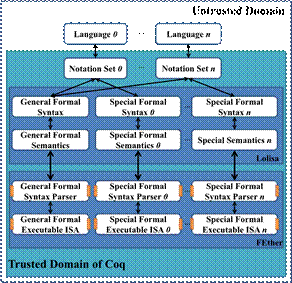 Untrusted Domain
Language 0 ... Language n
Notation Set 0 ... Notation Set n
General Formal Syntax
Special Formal Syntax 0
...
Special Formal Syntax n
General Formal Semantics
Special Formal Semantics 0
...
Special Semantics n
Lolisa
General Formal Syntax Parser
Special Formal Syntax Parser 0
...
Special Formal Syntax Parser n
General Formal Executable ISA
Special Formal Executable ISA 0
...
Special Formal Executable ISA n
FEther
Trusted Domain of Coq